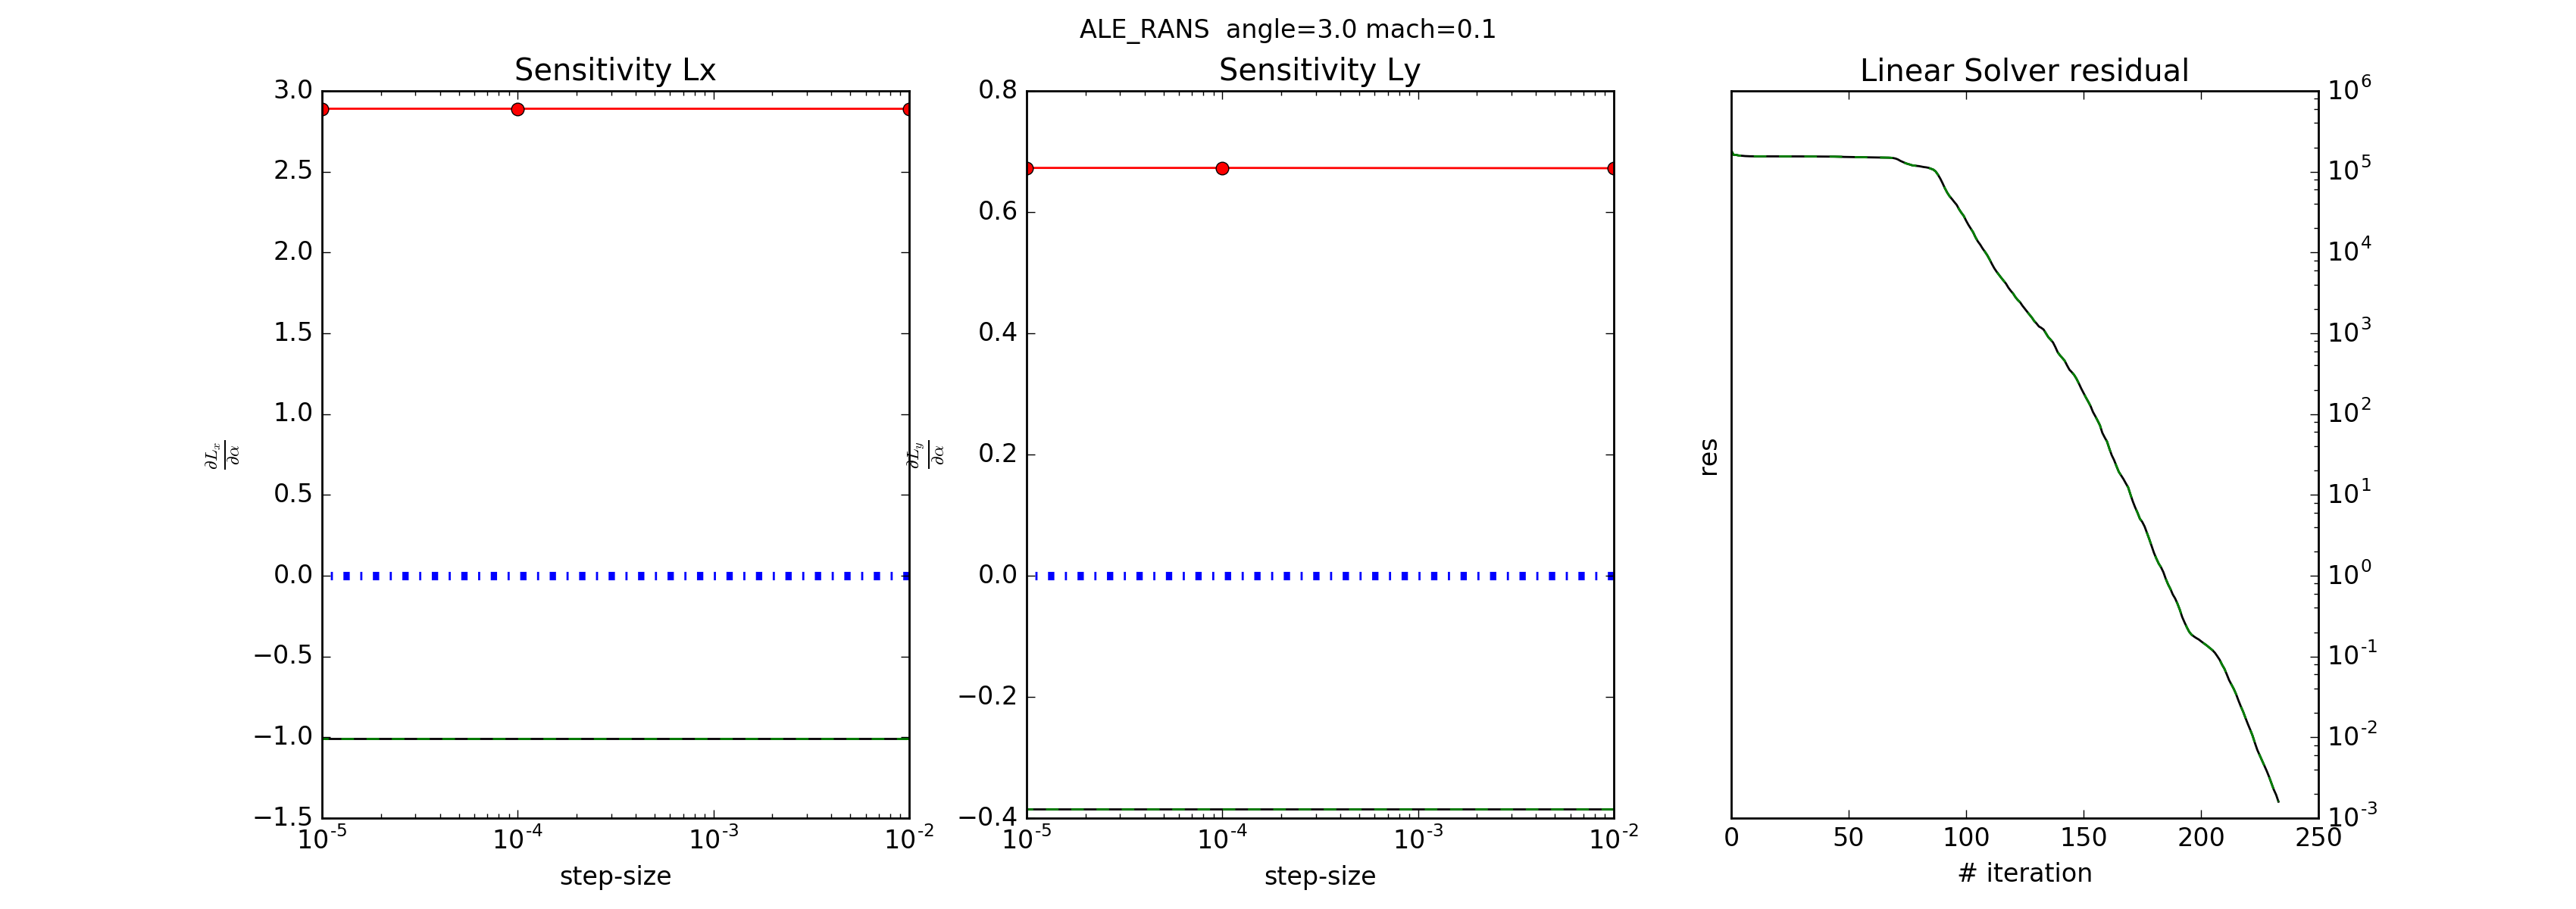 ALE_RANS  angle=3.0 mach=0.1
Sensitivity Lx
3.0
2.5
2.0
1.5
1.0
0.5
0.0
−0.5
−1.0
−1.5
∂Lₓ/∂α
10^-5 10^-4 10^-3 10^-2
step-size
Sensitivity Ly
0.8
0.6
0.4
0.2
0.0
−0.2
−0.4
∂L_y/∂α
10^-5 10^-4 10^-3 10^-2
step-size
Linear Solver residual
res
10^6
10^5
10^4
10^3
10^2
10^1
10^0
10^-1
10^-2
10^-3
0 50 100 150 200 250
# iteration